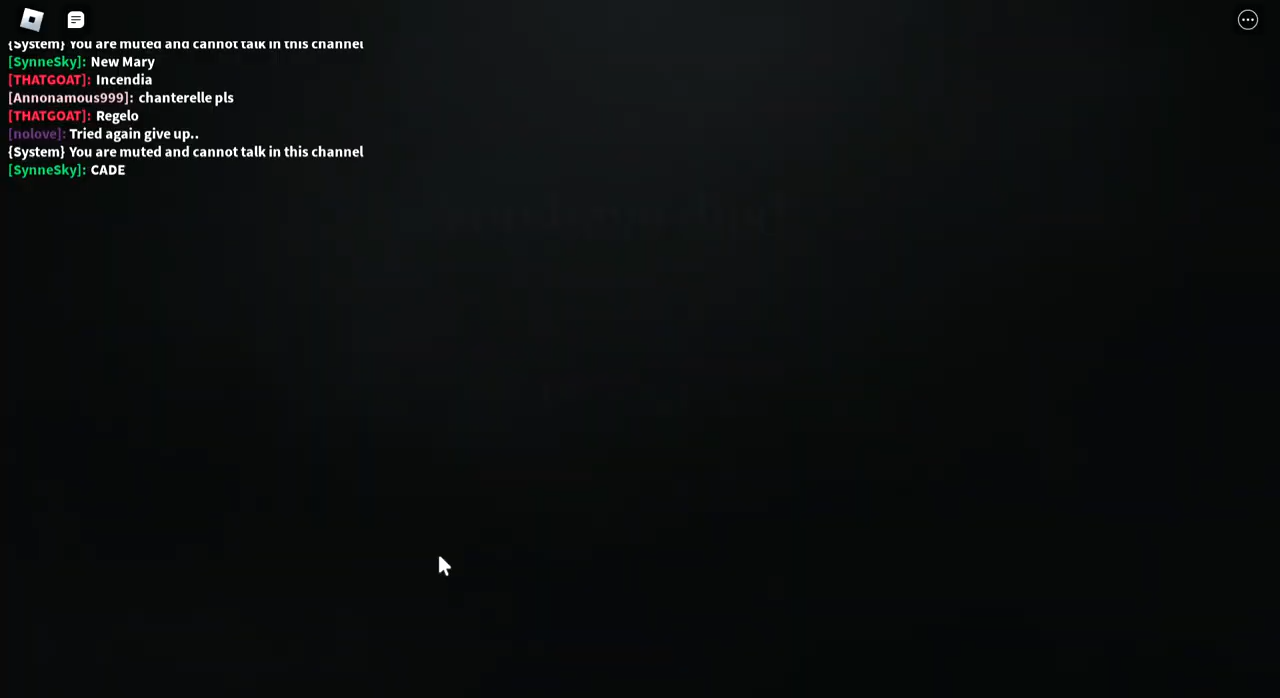 {System} You are muted and cannot talk in this channel
[SynneSky]: New Mary
[THATGOAT]: Incendia
[Annonamous999]: chanterelle pls
[THATGOAT]: Regelo
[nolove]: Tried again give up..
{System} You are muted and cannot talk in this channel
[SynneSky]: CADE